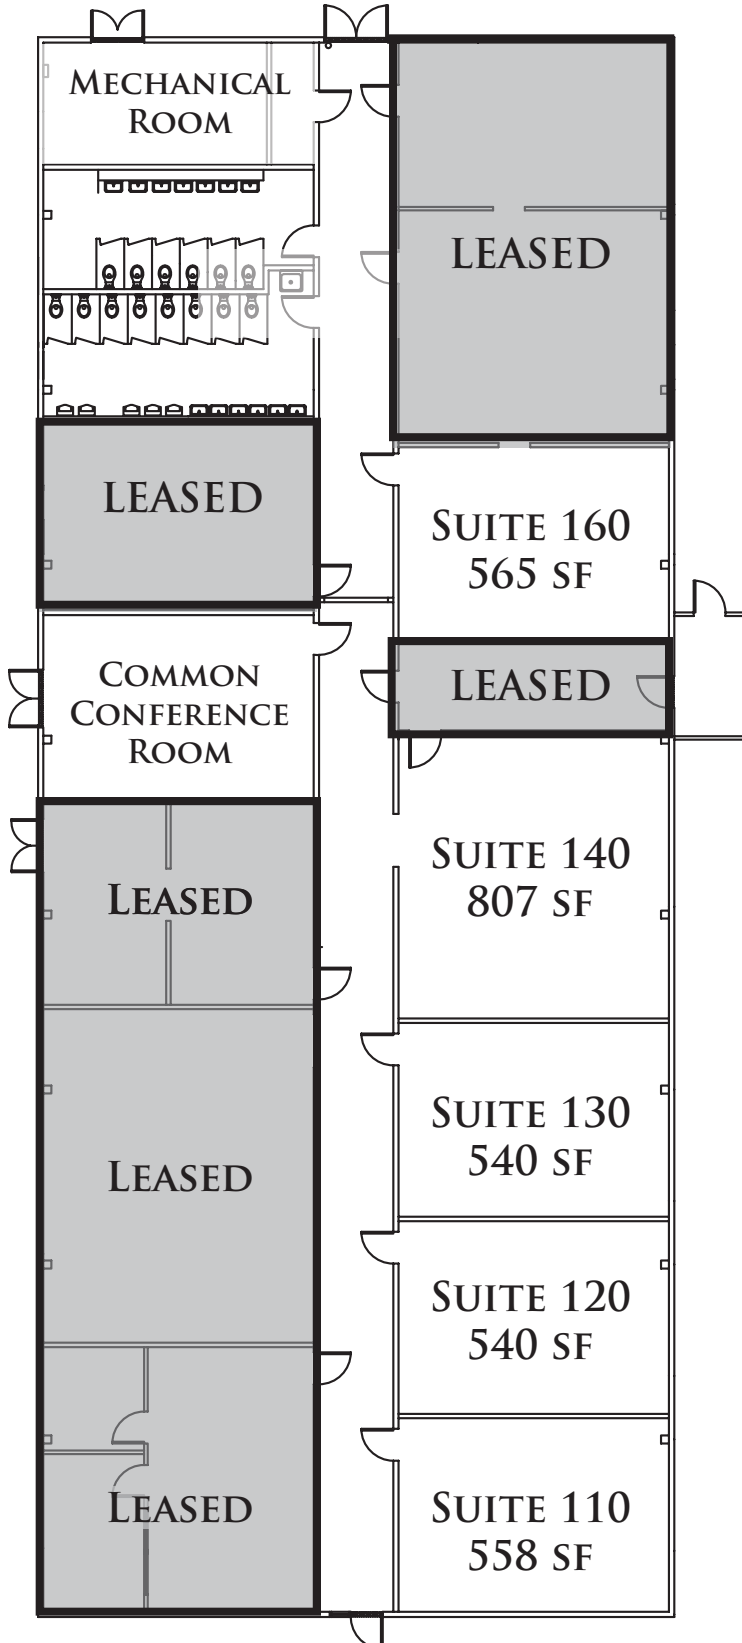 Mechanical
Room
LEASED
LEASED
Suite 160
565 sf
Common
Conference
Room
LEASED
Suite 140
807 sf
Leased
Suite 130
540 sf
Leased
Suite 120
540 sf
Leased
Suite 110
558 sf